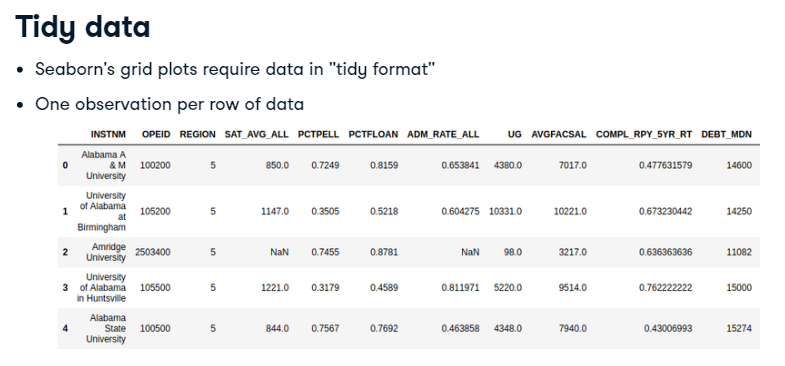 Tidy data
• Seaborn's grid plots require data in "tidy format"
• One observation per row of data
INSTNM OPEID REGION SAT_AVG_ALL PCTPELL PCTFLOAN ADM_RATE_ALL UG AVGFACSAL COMPL_RPY_5YR_RT DEBT_MDN
0 Alabama A & M University 100200 5 850.0 0.7249 0.8159 0.653841 4380.0 7017.0 0.477631579 14600
1 University of Alabama at Birmingham 105200 5 1147.0 0.3505 0.5218 0.604275 10331.0 10221.0 0.673230442 14250
2 Amridge University 2503400 5 NaN 0.7455 0.8781 NaN 98.0 3217.0 0.636363636 11082
3 University of Alabama in Huntsville 105500 5 1221.0 0.3179 0.4589 0.811971 5220.0 9514.0 0.762222222 15000
4 Alabama State University 100500 5 844.0 0.7567 0.7692 0.463858 4348.0 7940.0 0.43006993 15274